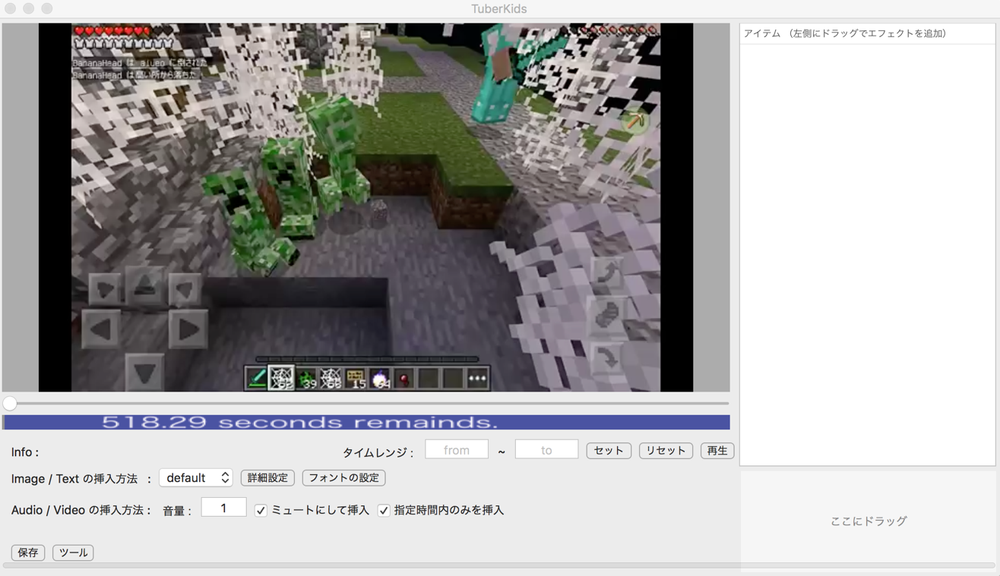 TuberKids
アイテム （左側にドラッグでエフェクトを追加）
BananaHead は aiueo に倒された
BananaHead は高い所から落ちた
39
15
64
518.29 seconds remainds.
Info :
タイムレンジ : from ~ to セット リセット 再生
Image / Text の挿入方法 : default 詳細設定 フォントの設定
Audio / Video の挿入方法 : 音量 : 1 ミュートにして挿入 指定時間内のみを挿入
ここにドラッグ
保存 ツール